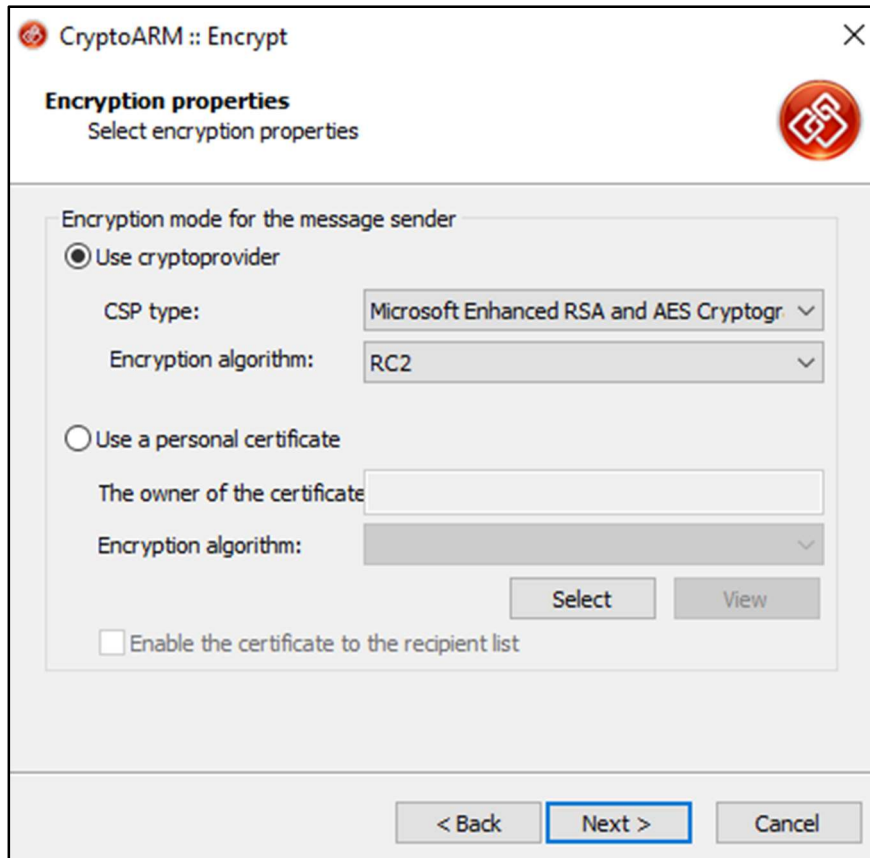 CryptoARM :: Encrypt
Encryption properties
Select encryption properties
Encryption mode for the message sender
Use cryptoprovider
CSP type: Microsoft Enhanced RSA and AES Cryptogr
Encryption algorithm: RC2
Use a personal certificate
The owner of the certificate
Encryption algorithm:
Select View
Enable the certificate to the recipient list
< Back Next > Cancel